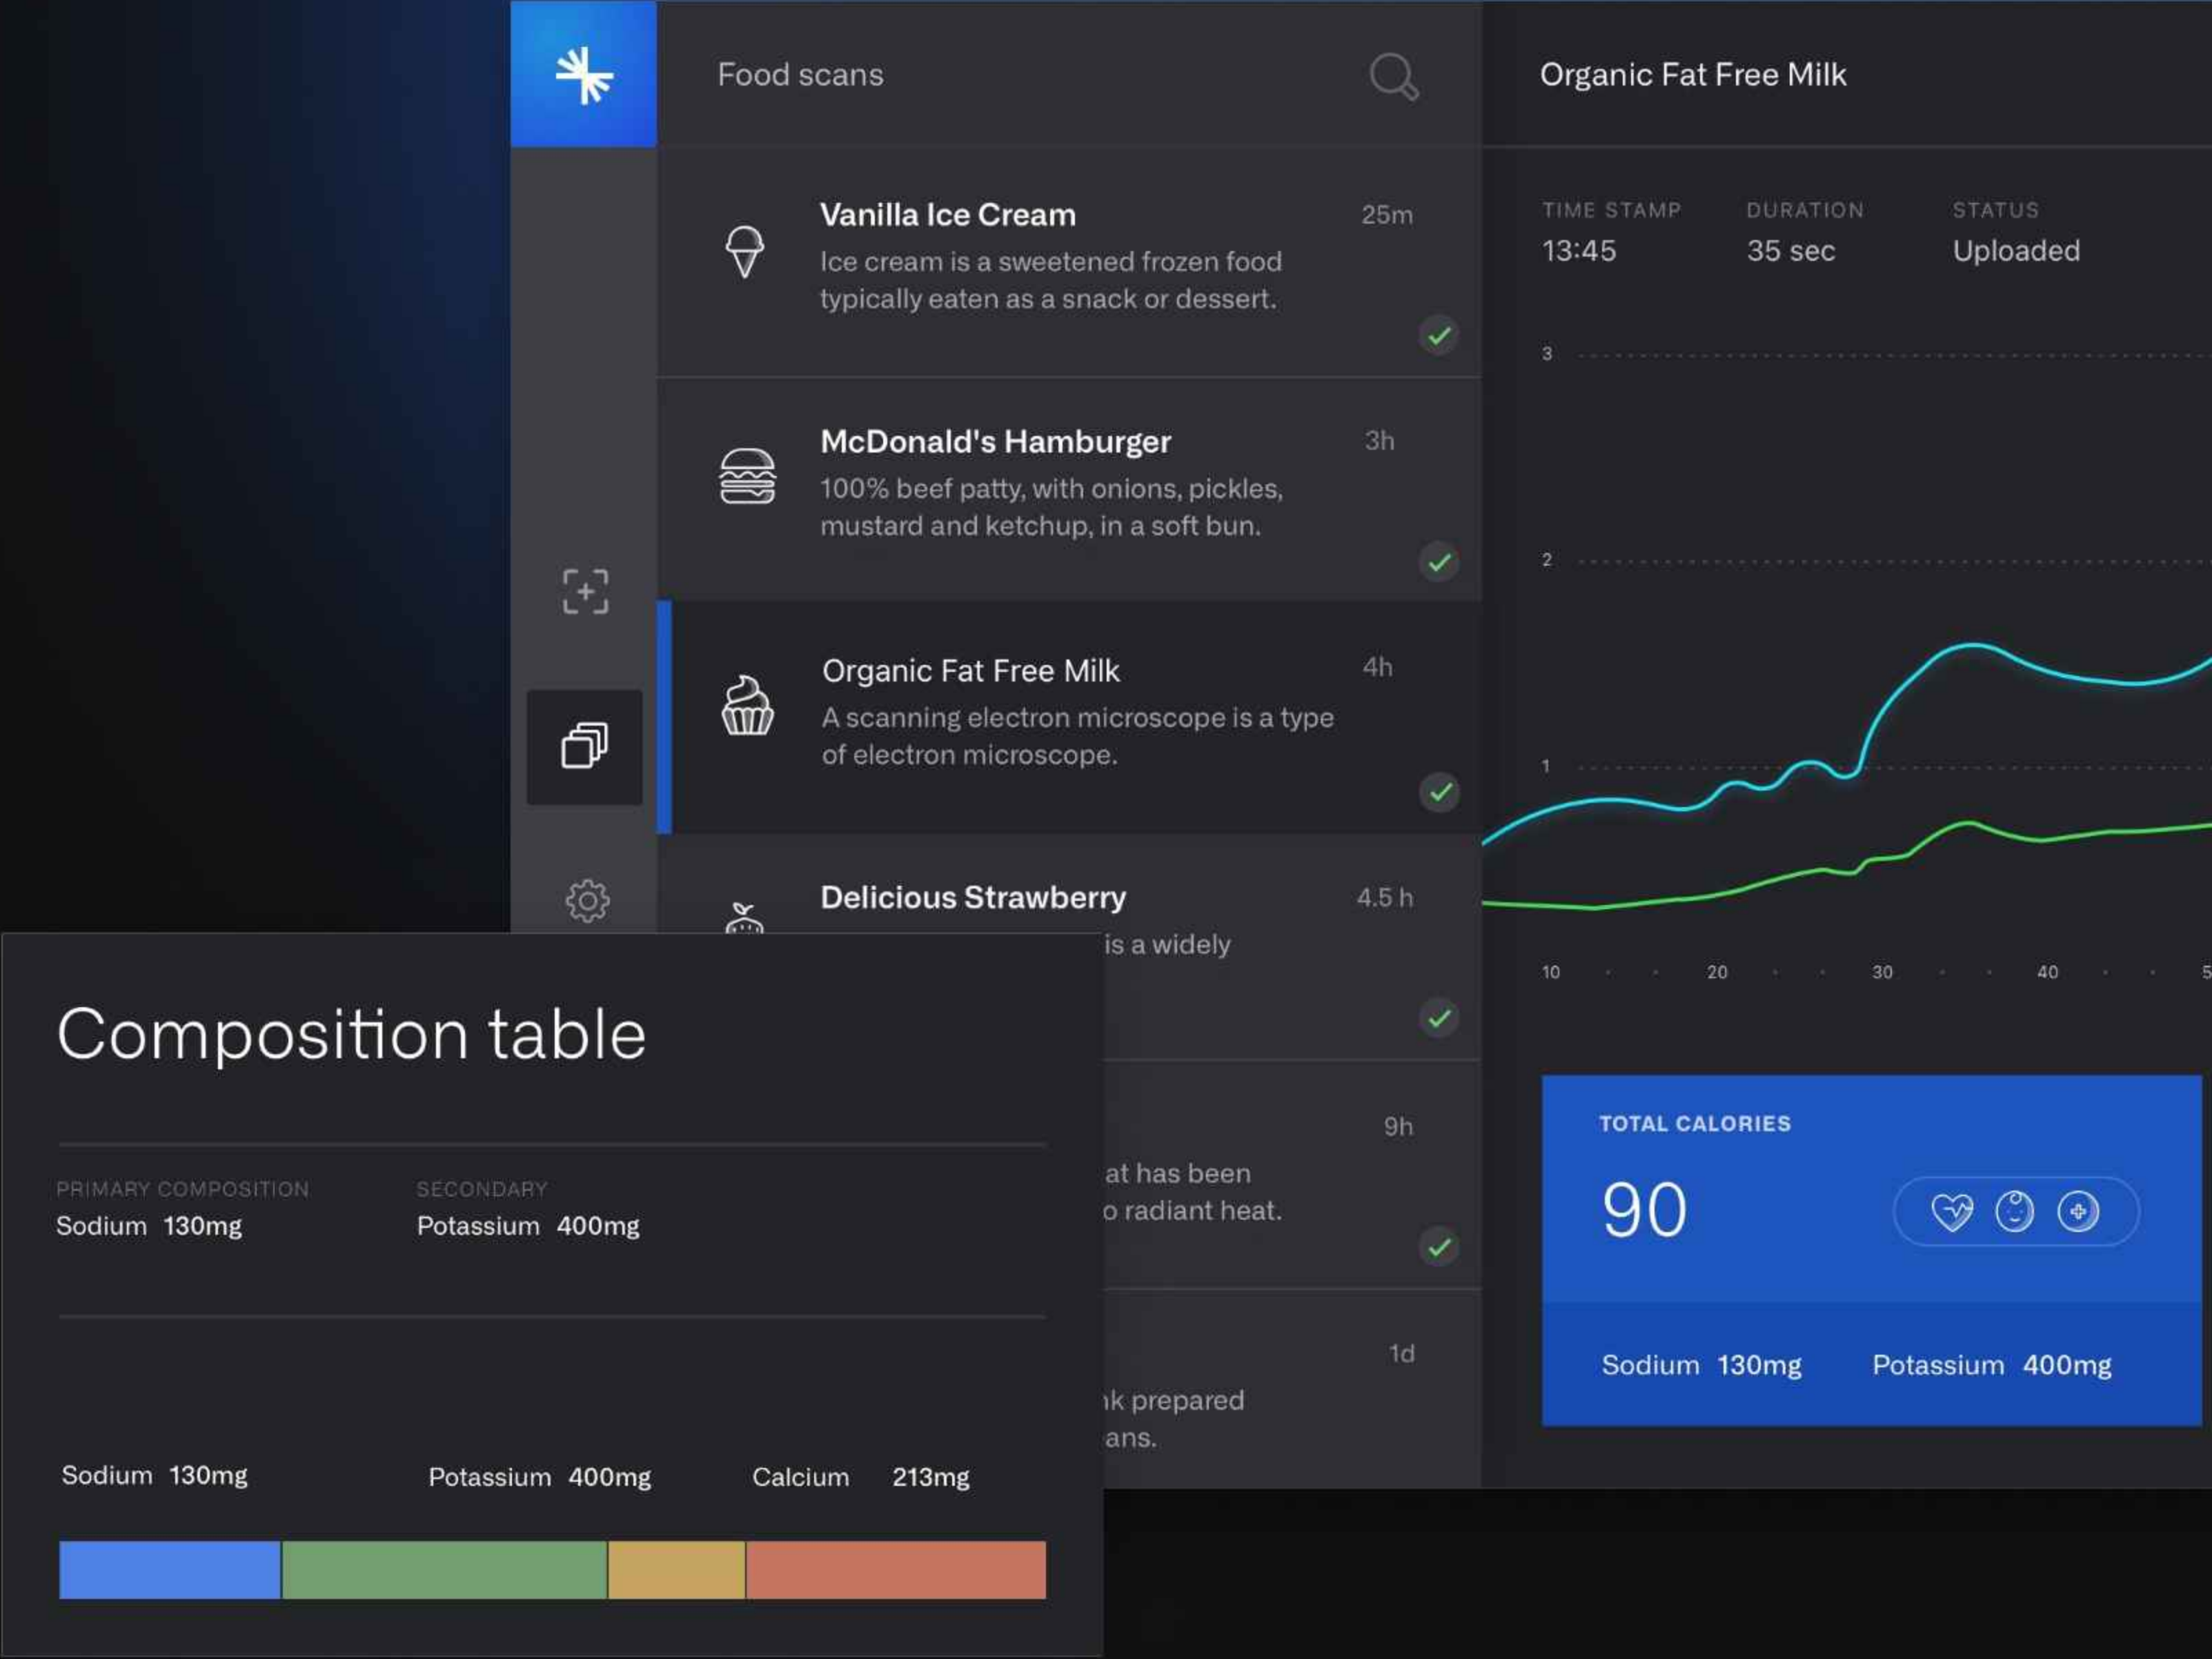 Food scans
Vanilla Ice Cream
25m
Ice cream is a sweetened frozen food
typically eaten as a snack or dessert.
McDonald's Hamburger
3h
100% beef patty, with onions, pickles,
mustard and ketchup, in a soft bun.
Organic Fat Free Milk
4h
A scanning electron microscope is a type
of electron microscope.
Delicious Strawberry
4.5 h
is a widely
9h
at has been
o radiant heat.
1d
prepared
ans.
Organic Fat Free Milk
TIME STAMP DURATION STATUS
13:45 35 sec Uploaded
3
2
1
10 20 30 40
TOTAL CALORIES
90
Sodium 130mg Potassium 400mg
Composition table
PRIMARY COMPOSITION SECONDARY
Sodium 130mg Potassium 400mg
Sodium 130mg Potassium 400mg Calcium 213mg